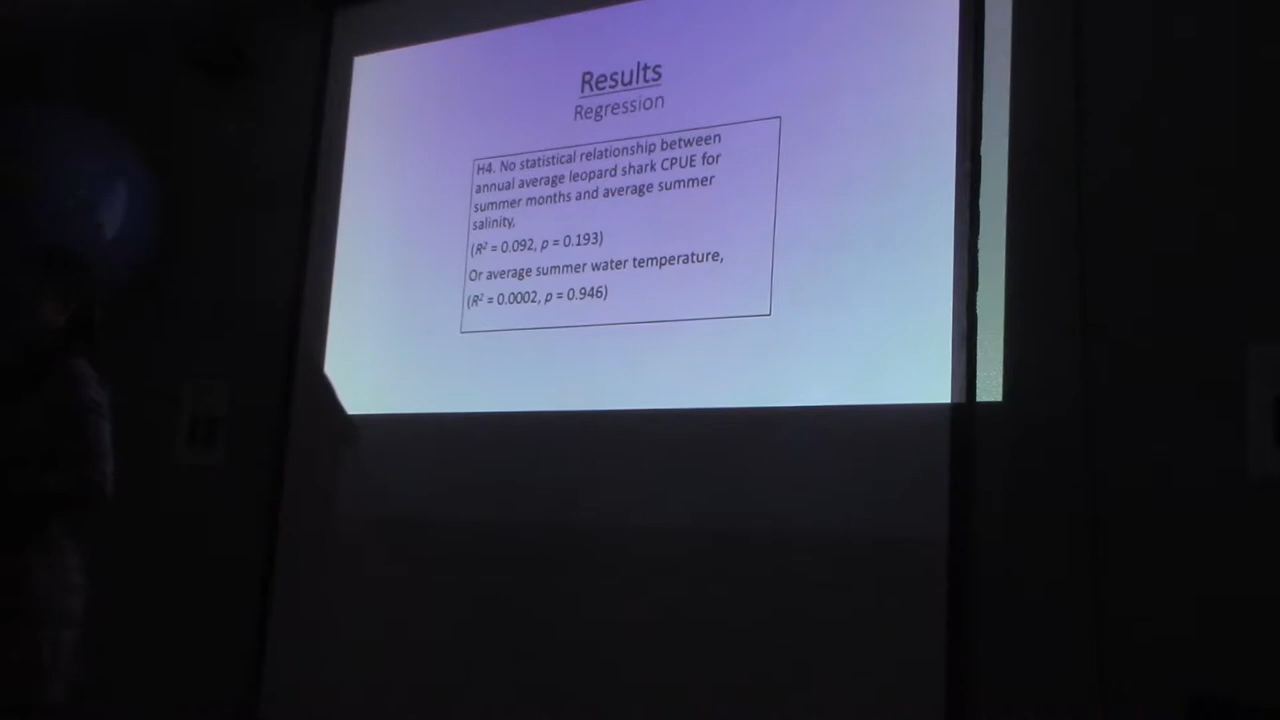 Results
Regression
H4. No statistical relationship between
annual average leopard shark CPUE for
summer months and average summer
salinity,
(R² = 0.092, p = 0.193)
Or average summer water temperature,
(R² = 0.0002, p = 0.946)